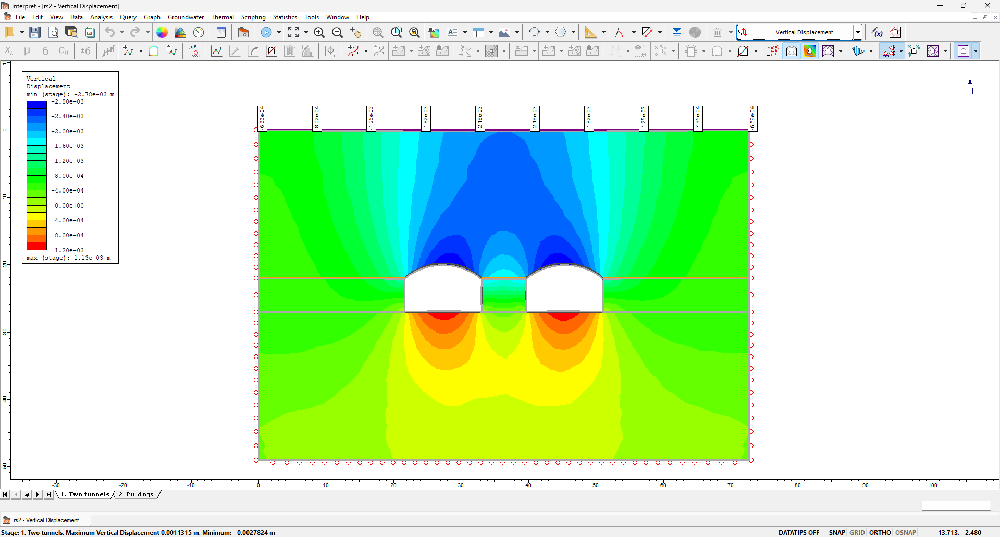 Interpret - [rs2 - Vertical Displacement]
File Edit View Data Analysis Query Graph Groundwater Thermal Scripting Statistics Tools Window Help
Vertical Displacement
Vertical
Displacement
min (stage): -2.78e-03 m
-2.80e-03
-2.40e-03
-2.00e-03
-1.60e-03
-1.20e-03
-8.00e-04
-4.00e-04
0.00e+00
4.00e-04
8.00e-04
1.20e-03
max (stage): 1.13e-03 m
-6.63e-04 -8.02e-04 -1.25e-03 -1.82e-03 -2.16e-03 -2.16e-03 -1.82e-03 -1.25e-03 -7.95e-04 -6.59e-04
10
0
-10
-20
-30
-40
-50
-30 -20 -10 0 10 20 30 40 50 60 70 80 90 100
1. Two tunnels 2. Buildings
rs2 - Vertical Displacement
Stage: 1. Two tunnels, Maximum Vertical Displacement 0.0011315 m, Minimum: -0.0027824 m
DATATIPS OFF SNAP GRID ORTHO OSNAP 13.713, -2.480